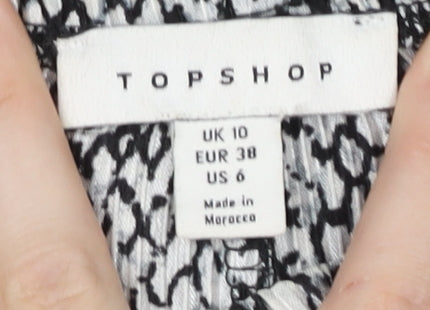 TOPSHOP
UK 10
EUR 38
US 6
Made in
Morocco